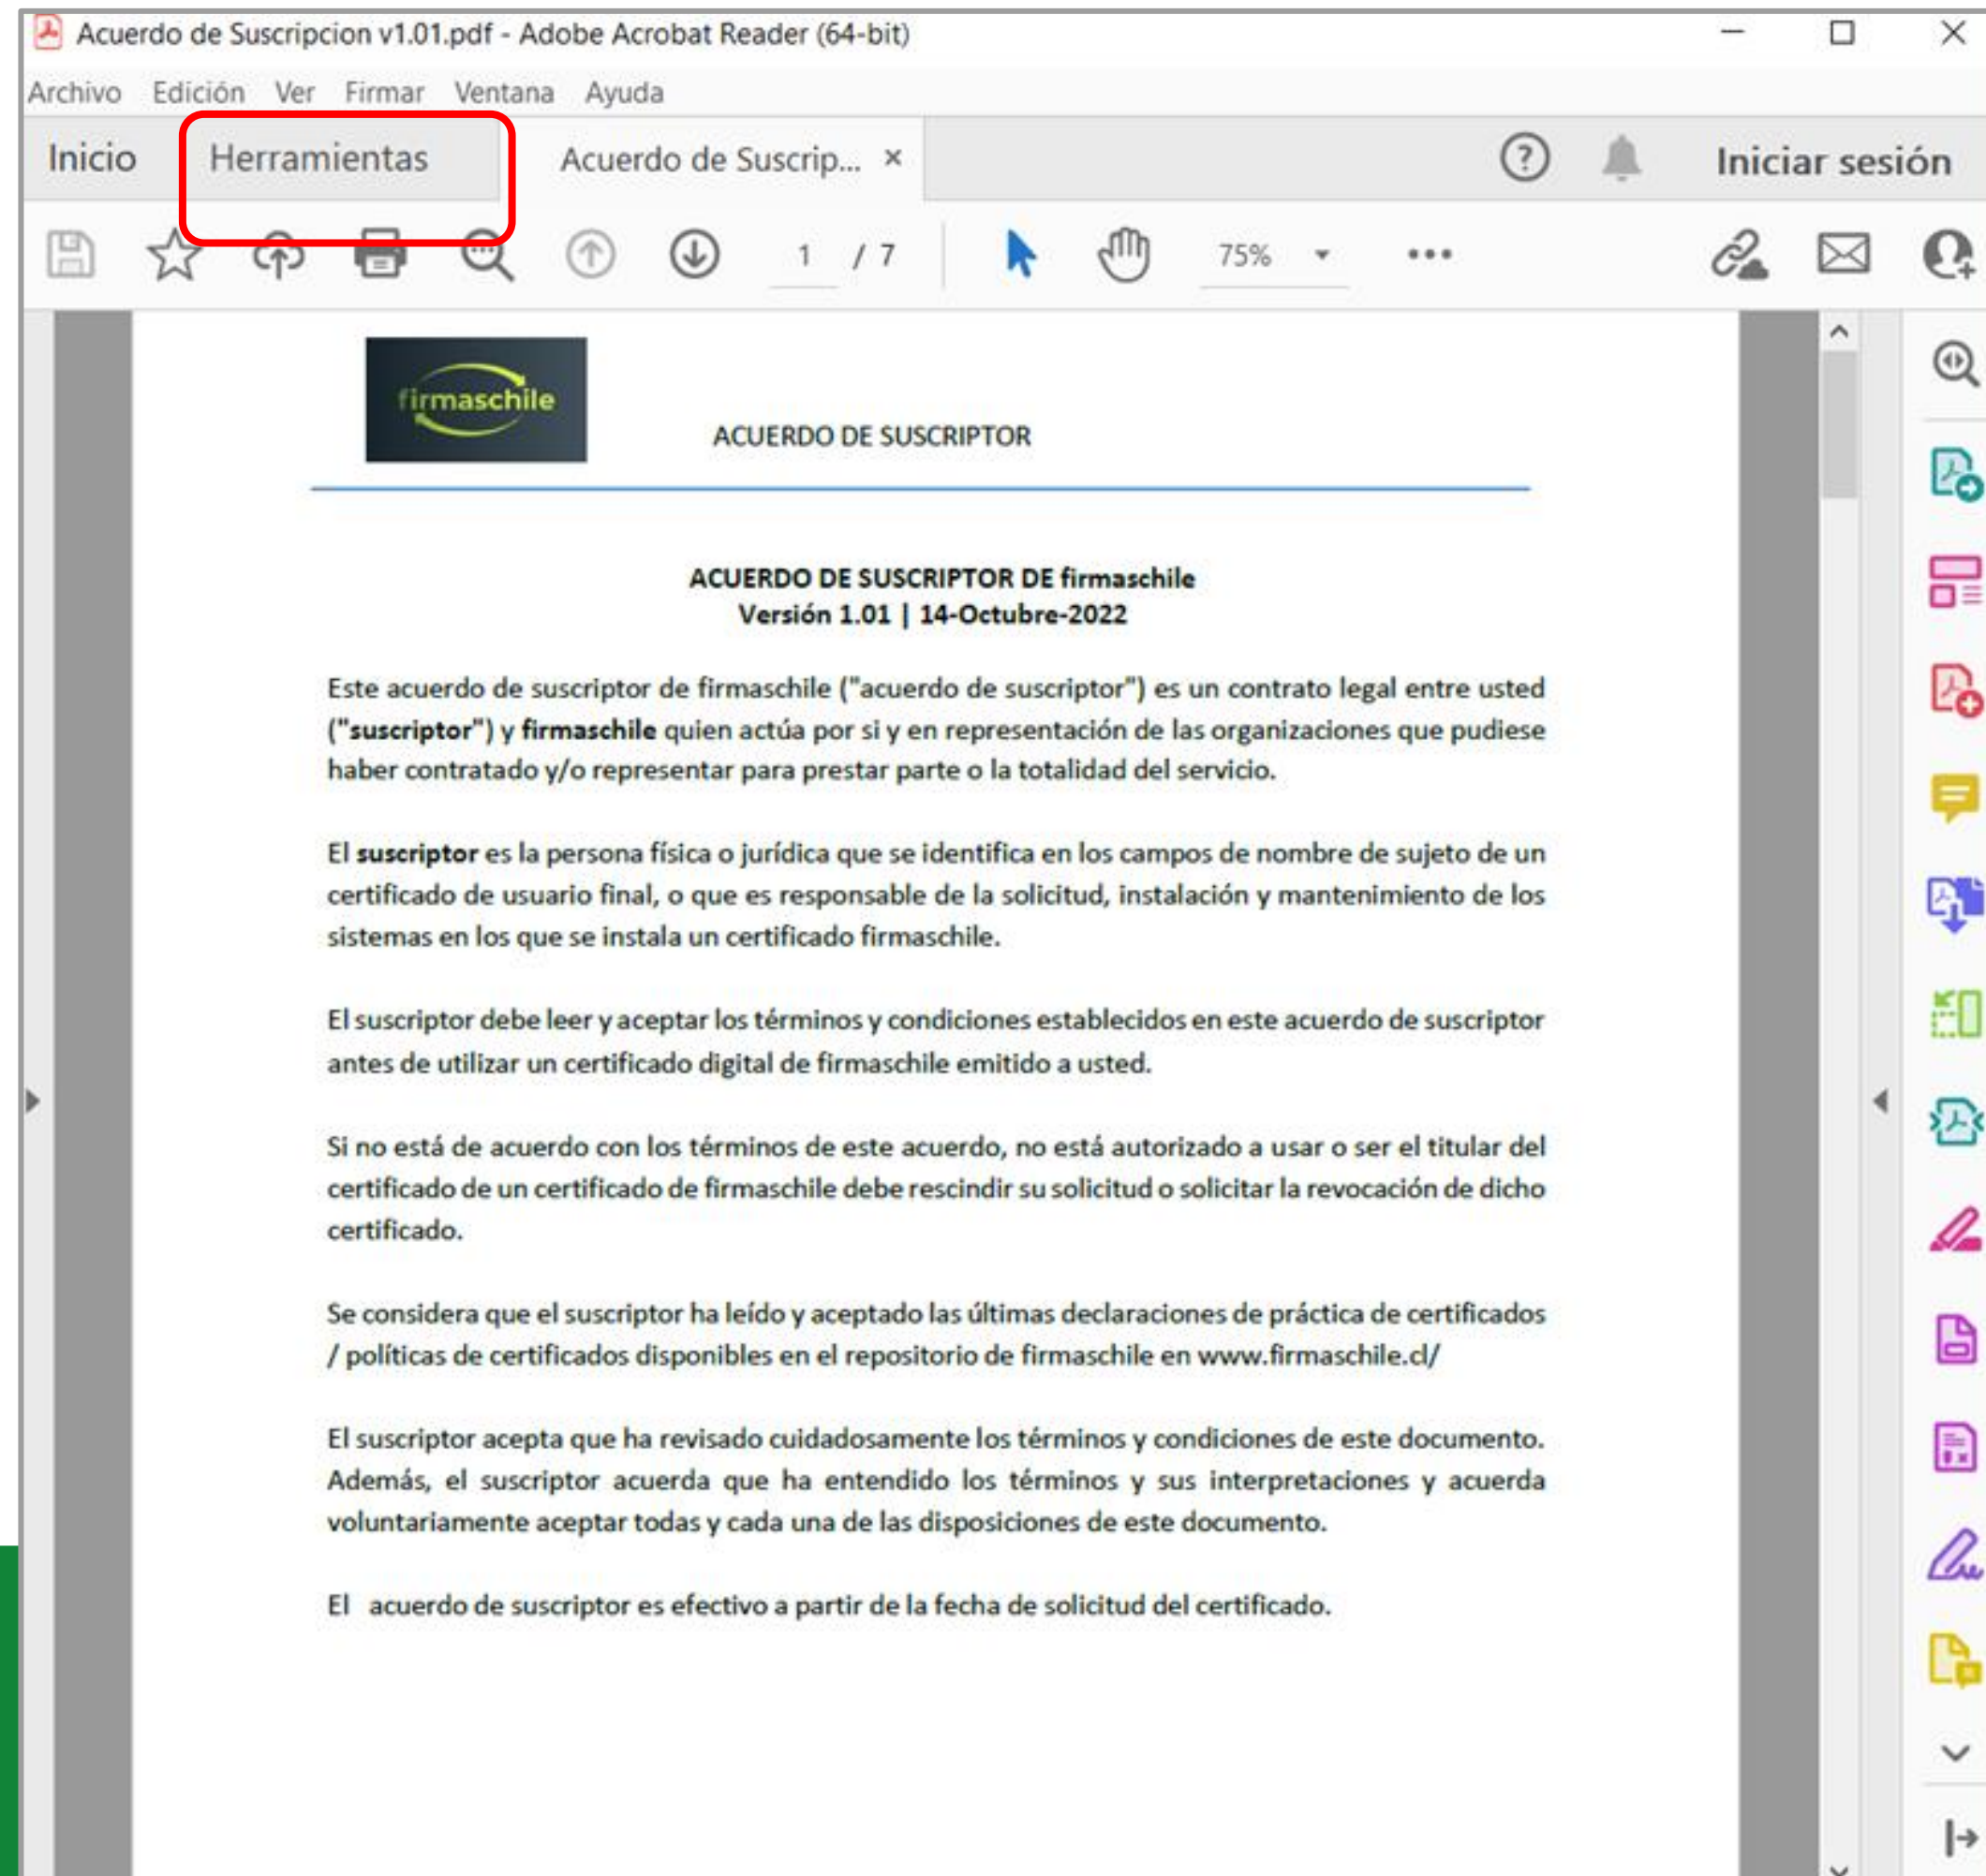 Acuerdo de Suscripcion v1.01.pdf - Adobe Acrobat Reader (64-bit)
Archivo Edición Ver Firmar Ventana Ayuda
Inicio Herramientas Acuerdo de Suscrip... × ? Iniciar sesión
1 / 7 75%
firmaschile
ACUERDO DE SUSCRIPTOR
ACUERDO DE SUSCRIPTOR DE firmaschile
Versión 1.01 | 14-Octubre-2022
Este acuerdo de suscriptor de firmaschile ("acuerdo de suscriptor") es un contrato legal entre usted
("suscriptor") y firmaschile quien actúa por si y en representación de las organizaciones que pudiese
haber contratado y/o representar para prestar parte o la totalidad del servicio.
El suscriptor es la persona física o jurídica que se identifica en los campos de nombre de sujeto de un
certificado de usuario final, o que es responsable de la solicitud, instalación y mantenimiento de los
sistemas en los que se instala un certificado firmaschile.
El suscriptor debe leer y aceptar los términos y condiciones establecidos en este acuerdo de suscriptor
antes de utilizar un certificado digital de firmaschile emitido a usted.
Si no está de acuerdo con los términos de este acuerdo, no está autorizado a usar o ser el titular del
certificado de un certificado de firmaschile debe rescindir su solicitud o solicitar la revocación de dicho
certificado.
Se considera que el suscriptor ha leído y aceptado las últimas declaraciones de práctica de certificados
/ políticas de certificados disponibles en el repositorio de firmaschile en www.firmaschile.cl/
El suscriptor acepta que ha revisado cuidadosamente los términos y condiciones de este documento.
Además, el suscriptor acuerda que ha entendido los términos y sus interpretaciones y acuerda
voluntariamente aceptar todas y cada una de las disposiciones de este documento.
El acuerdo de suscriptor es efectivo a partir de la fecha de solicitud del certificado.